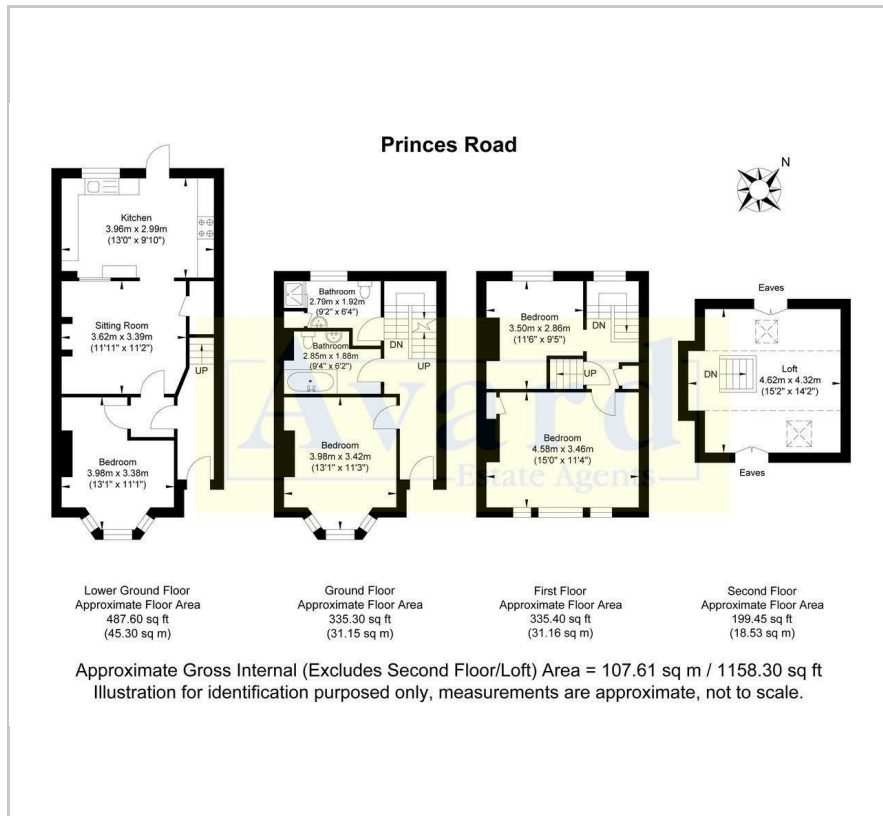 Princes Road
N
Kitchen
3.96m x 2.99m
(13'0" x 9'10)
Sitting Room
3.62m x 3.39m
(11'11" x 11'2")
UP
Bedroom
3.98m x 3.38m
(13'1" x 11'1")
Bathroom
2.79m x 1.92m
(9'2" x 6'4")
Bathroom
2.85m x 1.88m
(9'4" x 6'2")
DN
UP
Bedroom
3.98m x 3.42m
(13'1" x 11'3")
Bedroom
3.50m x 2.86m
(11'6" x 9'5")
DN
UP
Bedroom
4.58m x 3.46m
(15'0" x 11'4")
Eaves
DN
Loft
4.62m x 4.32m
(15'2" x 14'2")
Eaves
Avard
Estate Agents
Lower Ground Floor
Approximate Floor Area
487.60 sq ft
(45.30 sq m)
Ground Floor
Approximate Floor Area
335.30 sq ft
(31.15 sq m)
First Floor
Approximate Floor Area
335.40 sq ft
(31.16 sq m)
Second Floor
Approximate Floor Area
199.45 sq ft
(18.53 sq m)
Approximate Gross Internal (Excludes Second Floor/Loft) Area = 107.61 sq m / 1158.30 sq ft
Illustration for identification purposed only, measurements are approximate, not to scale.